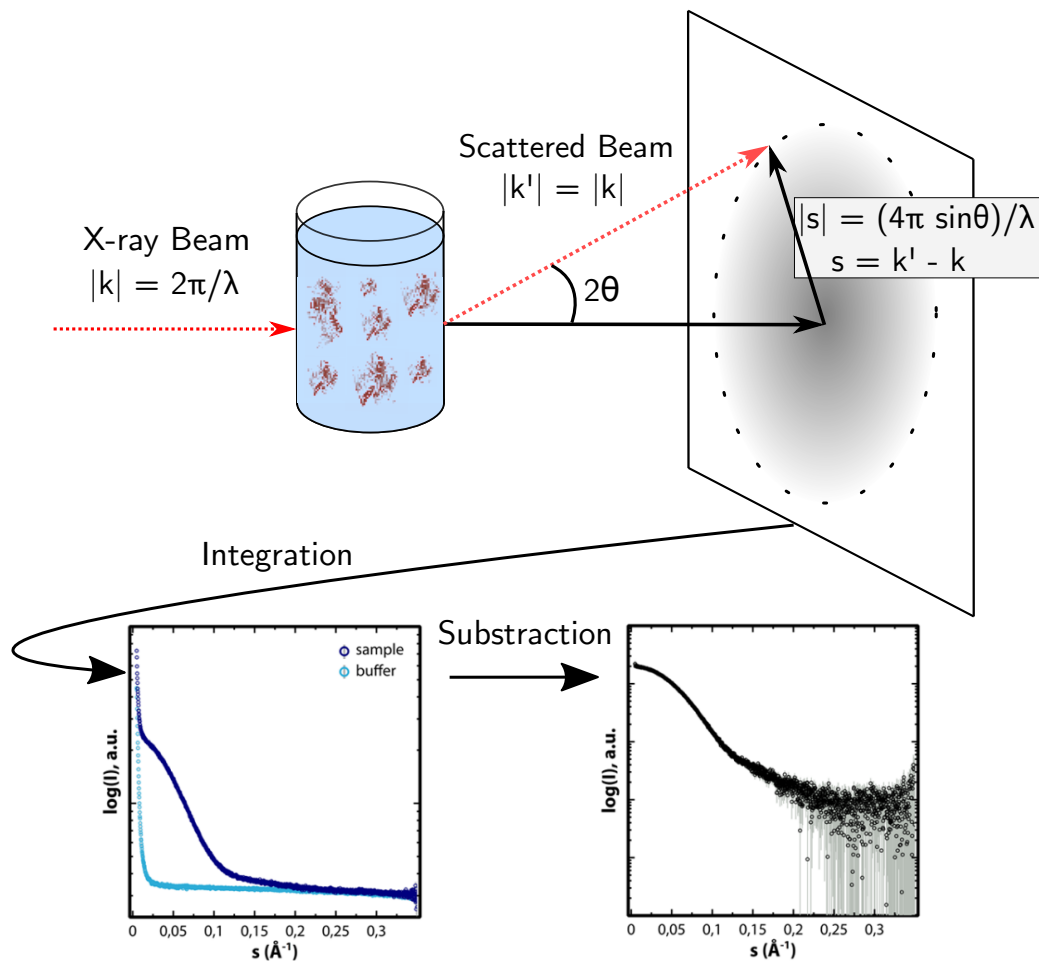 X-ray Beam
|k| = 2π/λ
Scattered Beam
|k'| = |k|
2θ
|s| = (4π sinθ)/λ
s = k' - k
Integration
Substraction
sample
buffer
log(I), a.u.
0 0,05 0,1 0,15 0,2 0,25 0,3
s (Å⁻¹)
log(I), a.u.
0 0,05 0,1 0,15 0,2 0,25 0,3
s (Å⁻¹)